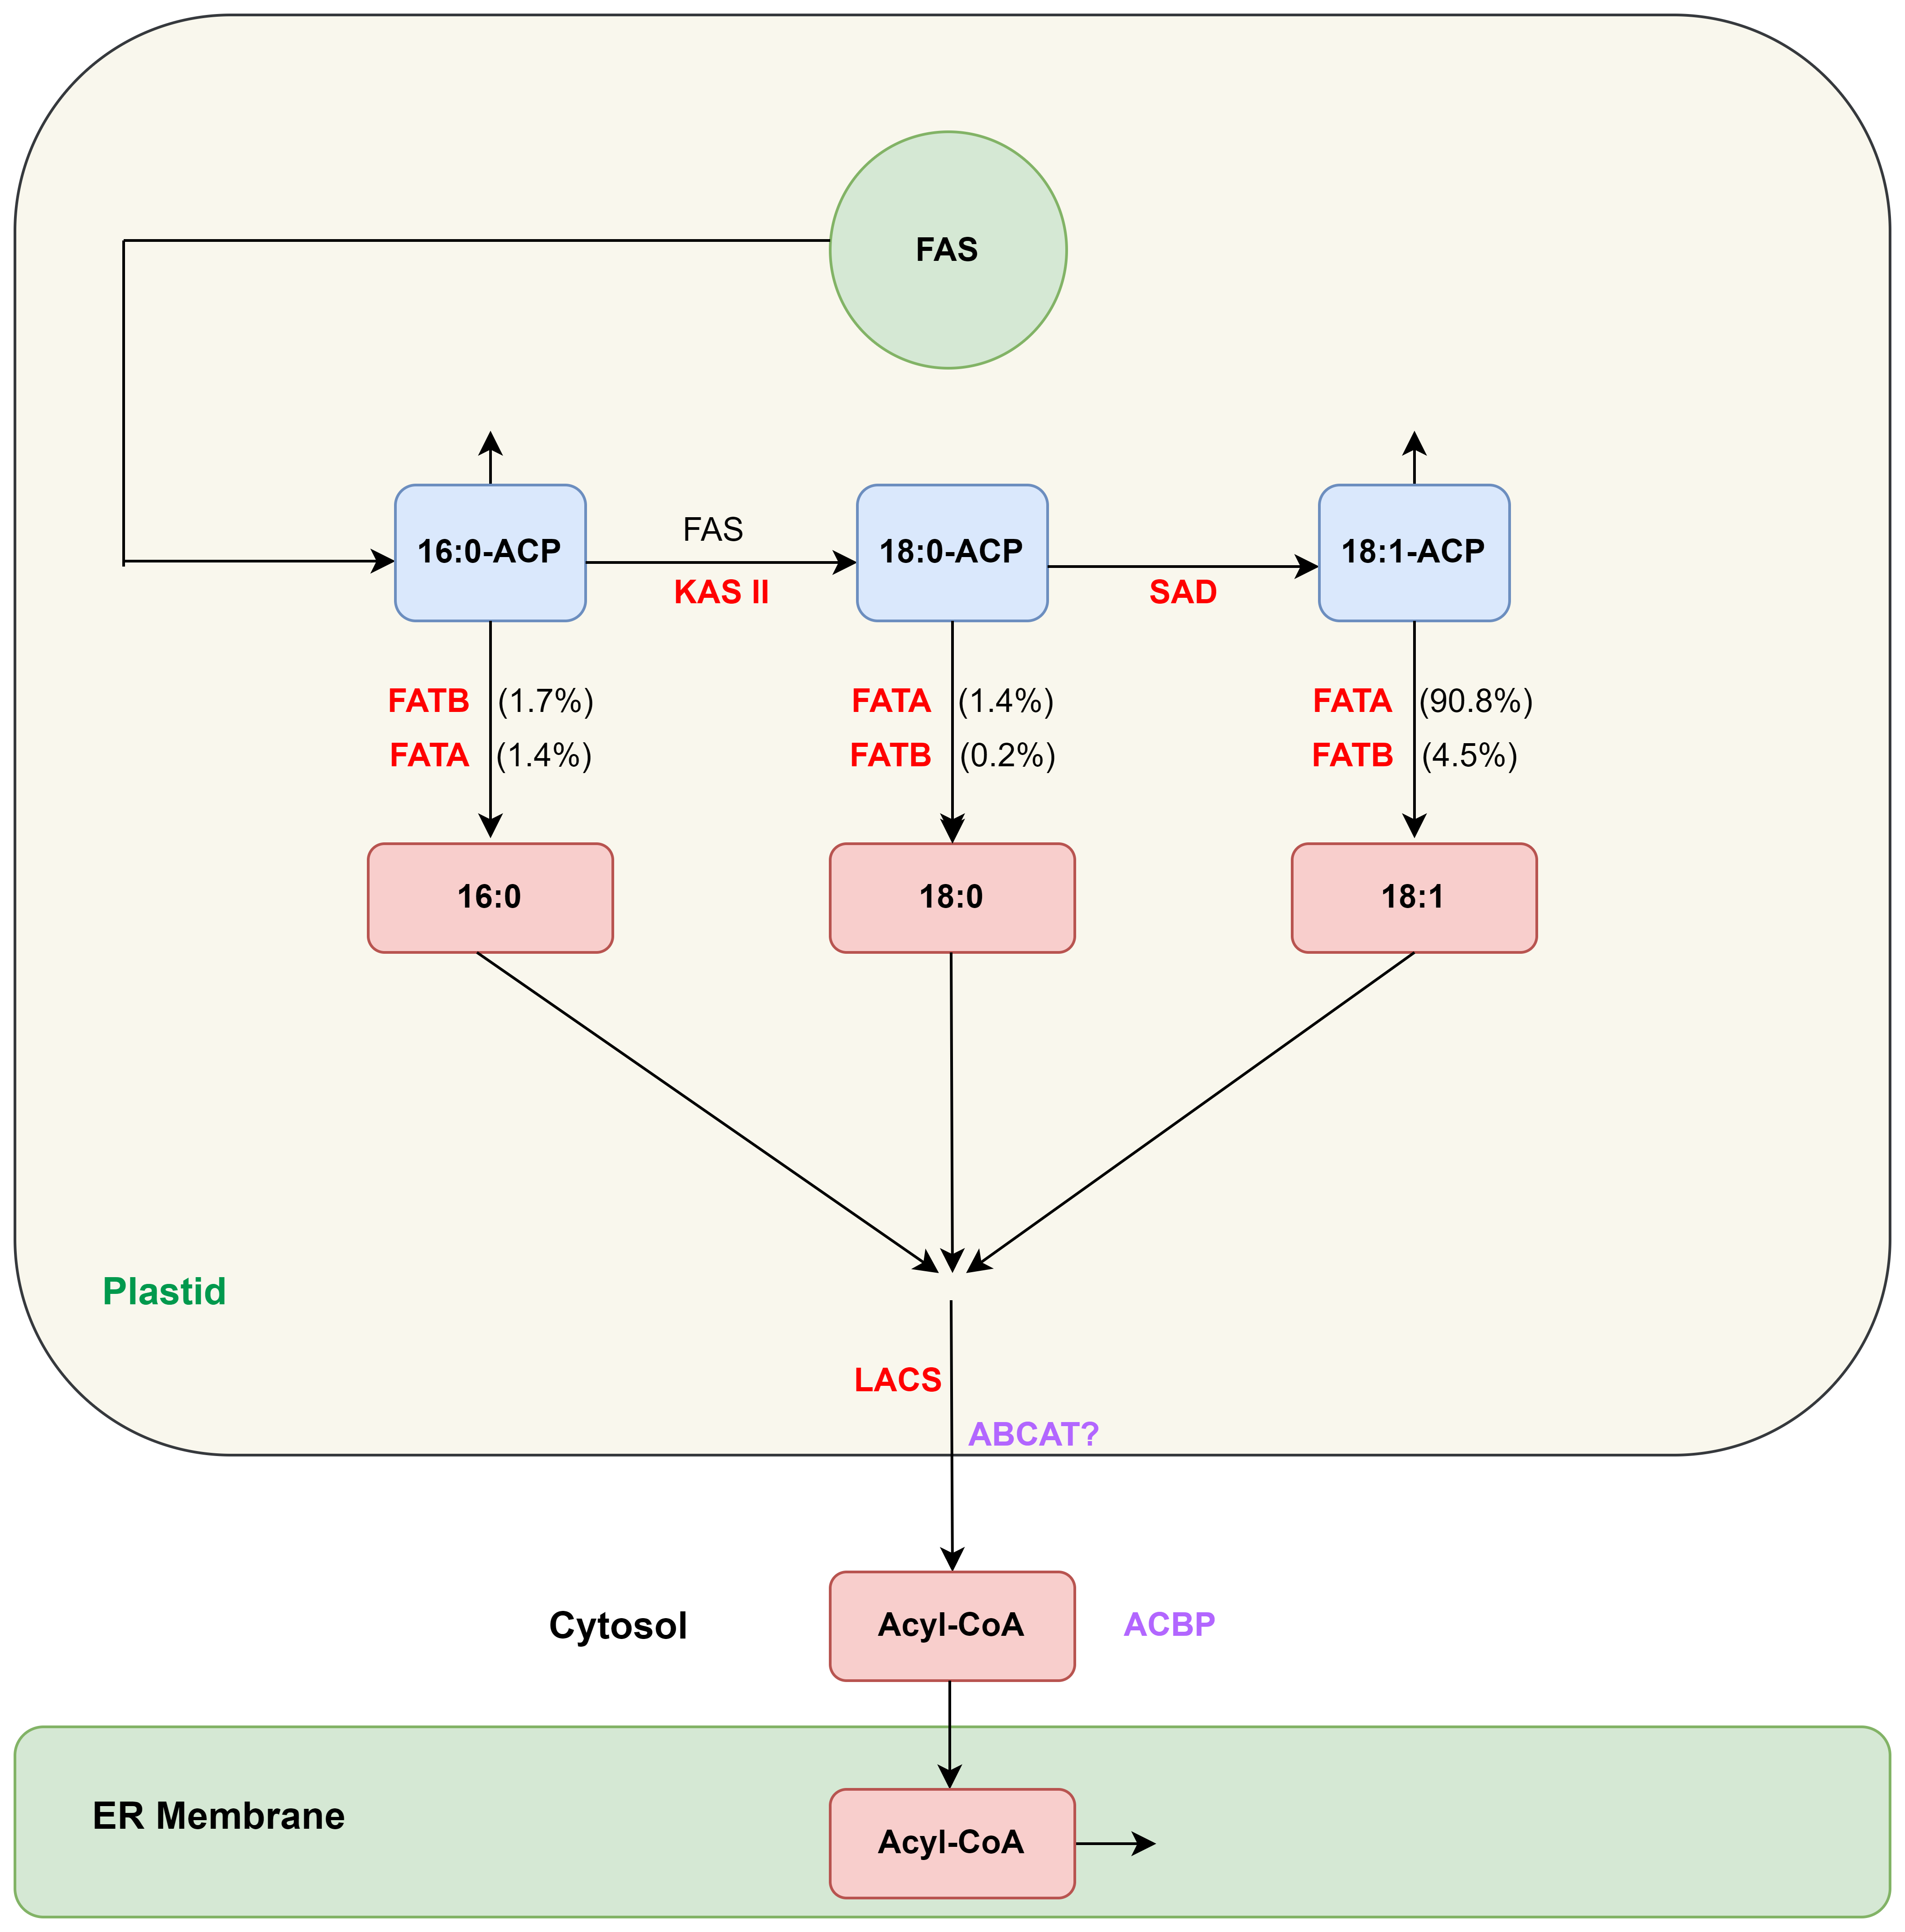 FAS
FAS
16:0-ACP
18:0-ACP
18:1-ACP
KAS II
SAD
FATB (1.7%)
FATA (1.4%)
FATA (90.8%)
FATA (1.4%)
FATB (0.2%)
FATB (4.5%)
16:0
18:0
18:1
Plastid
LACS
ABCAT?
Cytosol
Acyl-CoA
ACBP
ER Membrane
Acyl-CoA